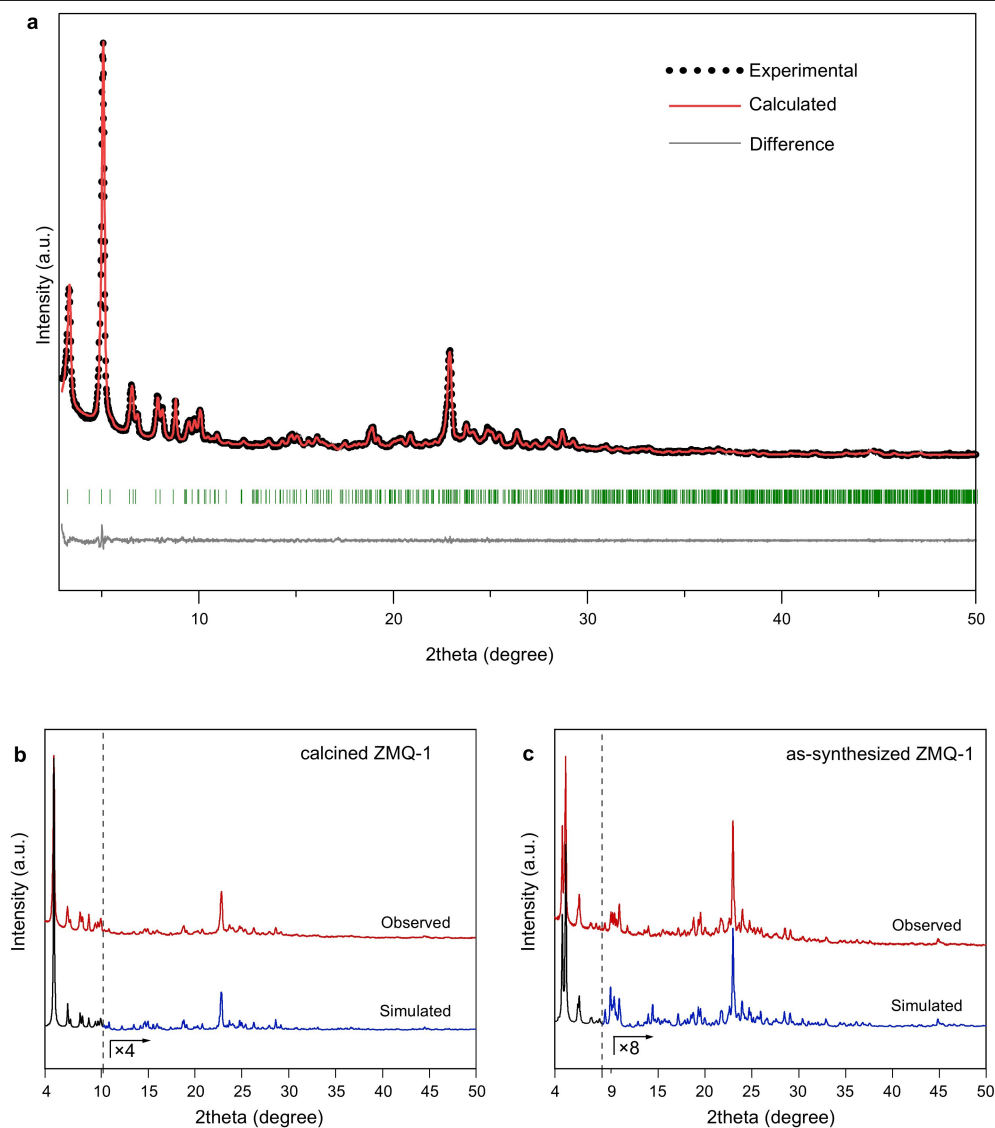 a
Experimental
Calculated
Difference
Intensity (a.u.)
10 20 30 40 50
2theta (degree)
b
calcined ZMQ-1
Intensity (a.u.)
Observed
Simulated
×4
4 10 15 20 25 30 35 40 45 50
2theta (degree)
c
as-synthesized ZMQ-1
Intensity (a.u.)
Observed
Simulated
×8
4 9 15 20 25 30 35 40 45 50
2theta (degree)